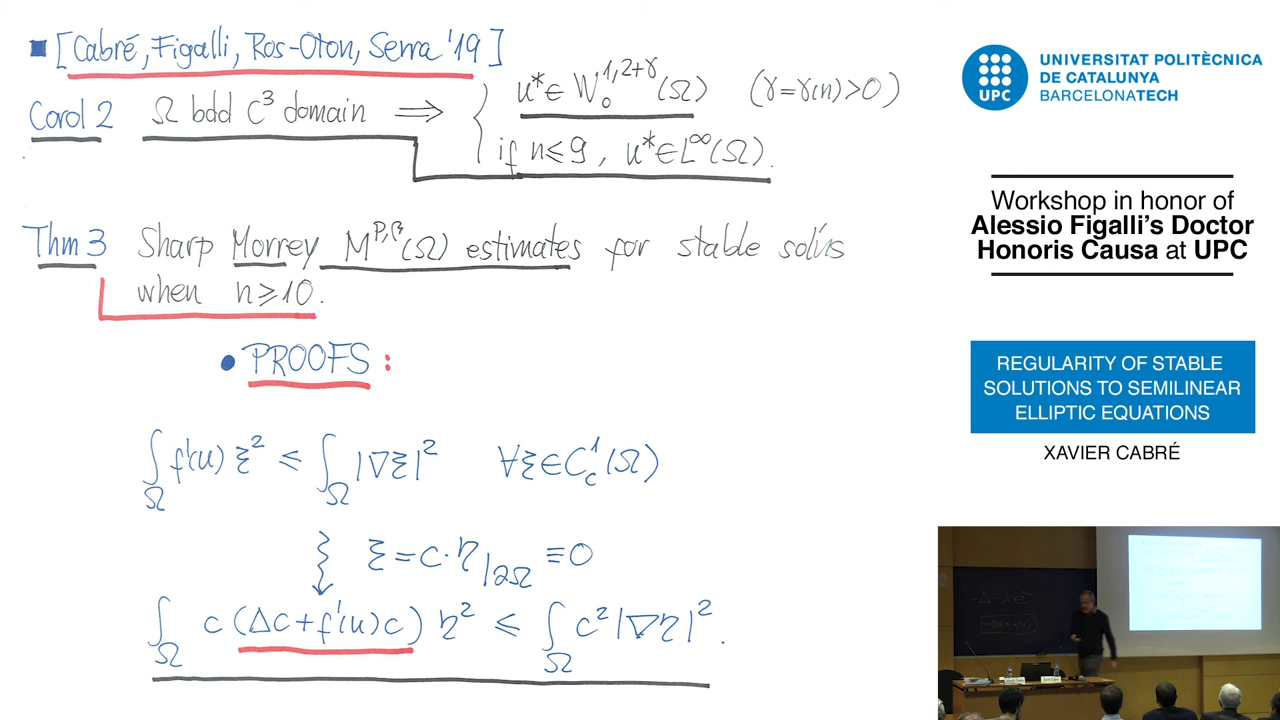 [Cabré, Figalli, Ros-Oton, Serra '19]
Corol 2 Ω bdd C³ domain ⟹ { u* ∈ W₀^{1,2+γ}(Ω) (γ=γ(n)>0)
if n≤9, u* ∈ L^∞(Ω).
Thm 3 Sharp Morrey M^{p,β}(Ω) estimates for stable solns
when n≥10.
• PROOFS:
∫_Ω f'(u) ξ² ≤ ∫_Ω |∇ξ|² ∀ξ∈C_c^1(Ω)
ξ = c·η|_{∂Ω} ≡ 0
∫_Ω c (Δc + f'(u)c) η² ≤ ∫_Ω c² |∇η|².
UPC
UNIVERSITAT POLITÈCNICA
DE CATALUNYA
BARCELONATECH
Workshop in honor of
Alessio Figalli's Doctor
Honoris Causa at UPC
REGULARITY OF STABLE
SOLUTIONS TO SEMILINEAR
ELLIPTIC EQUATIONS
XAVIER CABRÉ